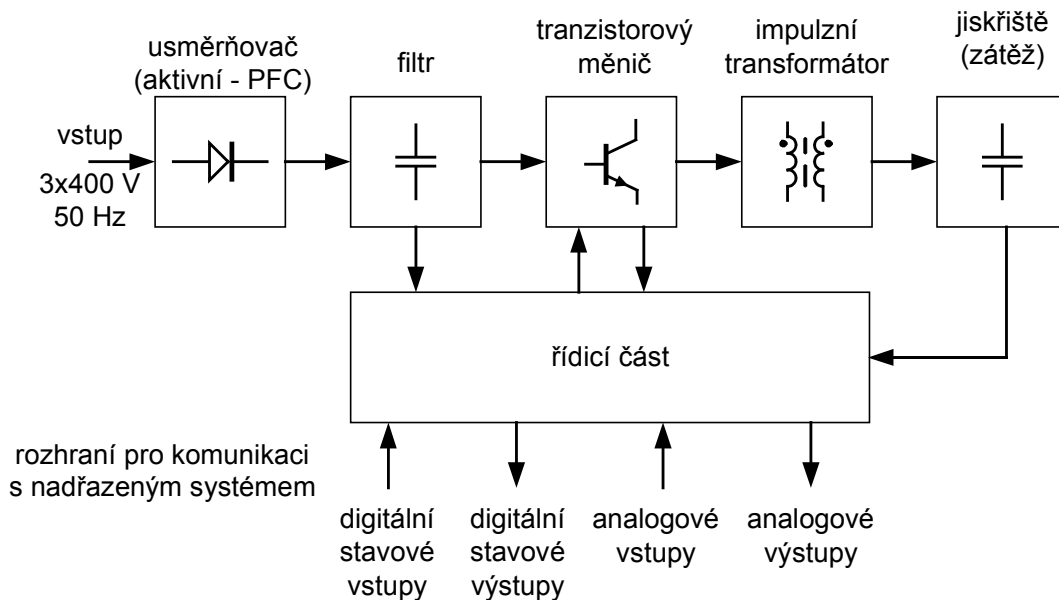 usměrňovač
(aktivní - PFC)
filtr
tranzistorový
měnič
impulzní
transformátor
jiskřiště
(zátěž)
vstup
3x400 V
50 Hz
řídicí část
rozhraní pro komunikaci
s nadřazeným systémem
digitální
stavové
vstupy
digitální
stavové
výstupy
analogové
vstupy
analogové
výstupy